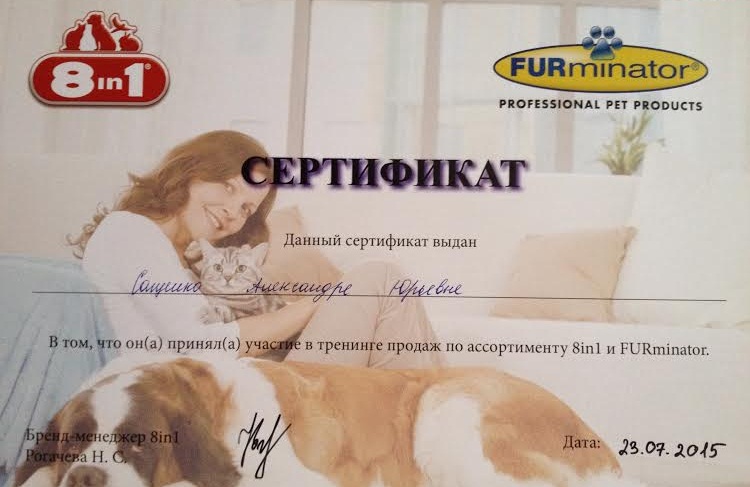 8in1®
FURminator®
PROFESSIONAL PET PRODUCTS
СЕРТИФИКАТ
Данный сертификат выдан
Александре Юрьевне
В том, что он(а) принял(а) участие в тренинге продаж по ассортименту 8in1 и FURminator.
Бренд-менеджер 8in1
Рогачева Н. С.
Дата: 23.07.2015